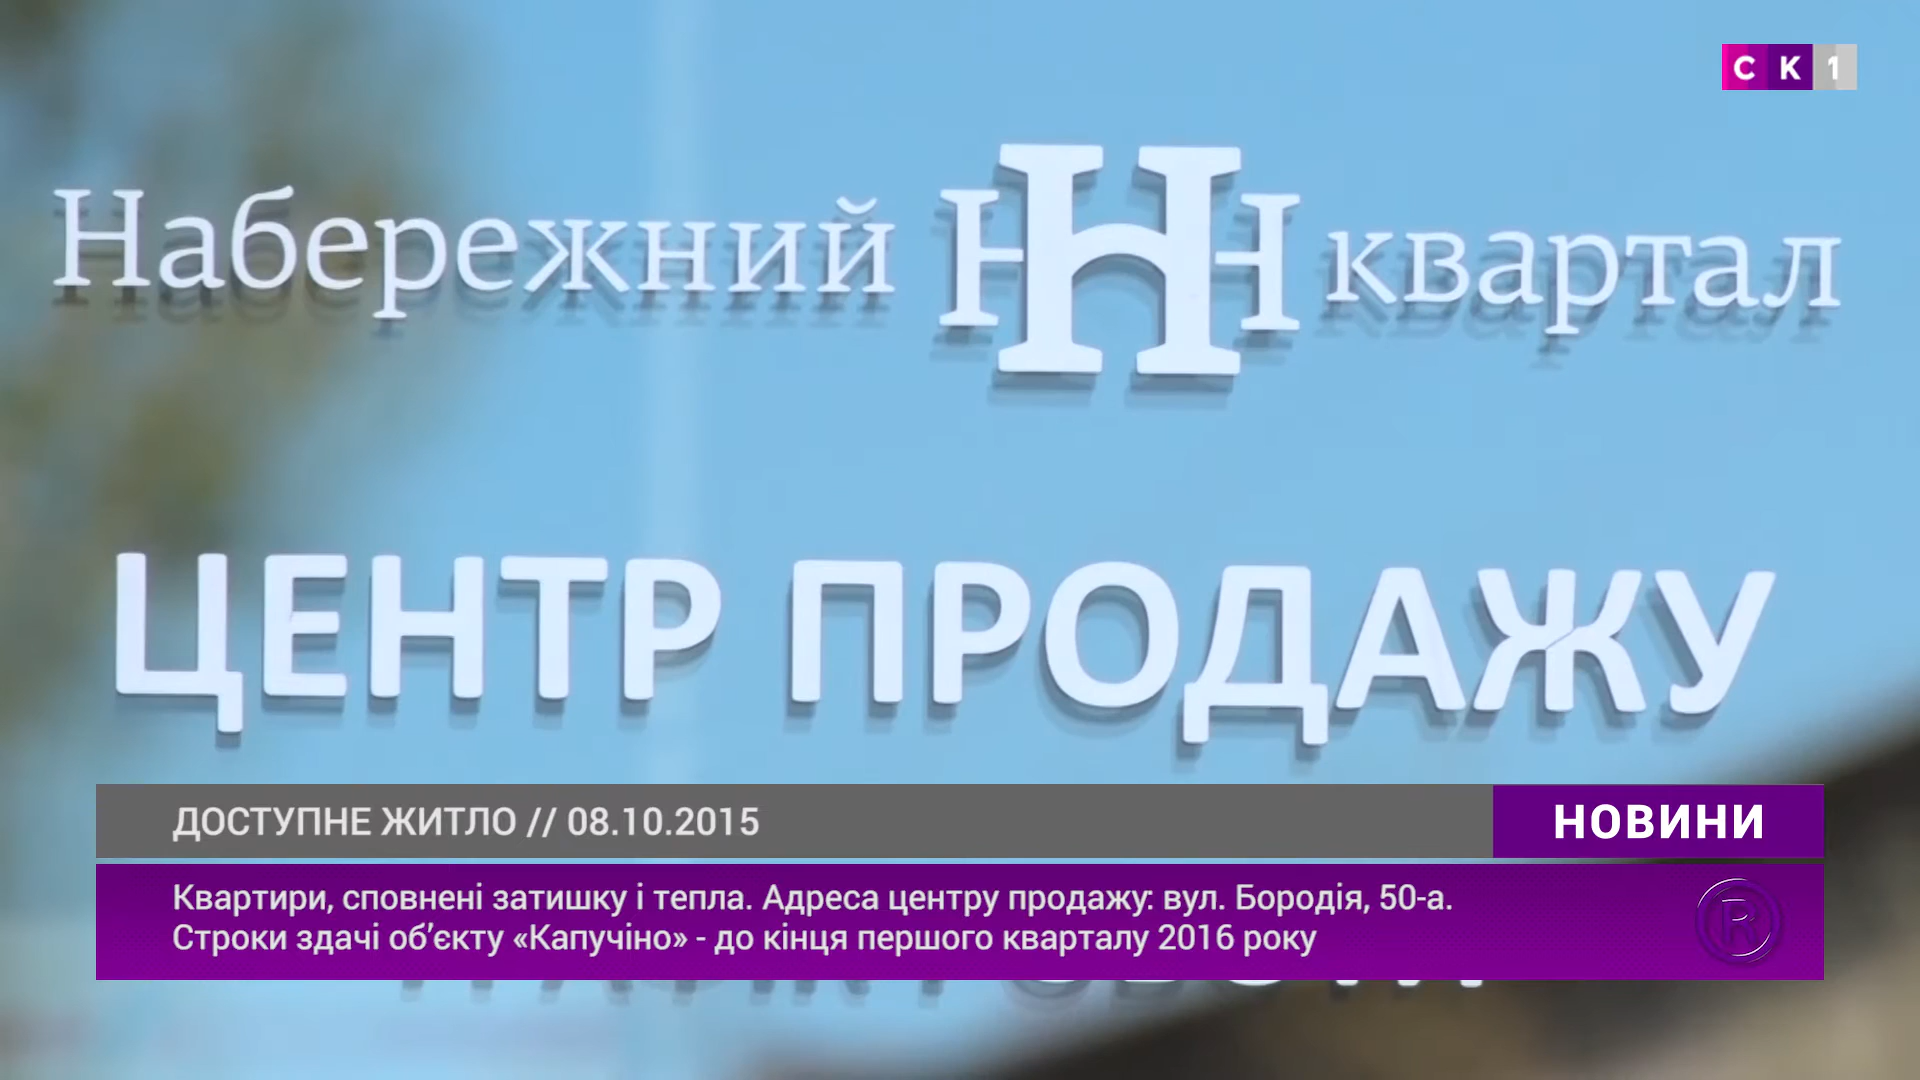 СК1
Набережний Н квартал
ЦЕНТР ПРОДАЖУ
ДОСТУПНЕ ЖИТЛО // 08.10.2015
НОВИНИ
Квартири, сповнені затишку і тепла. Адреса центру продажу: вул. Бородія, 50-а.
Строки здачі об’єкту «Капучіно» - до кінця першого кварталу 2016 року
®